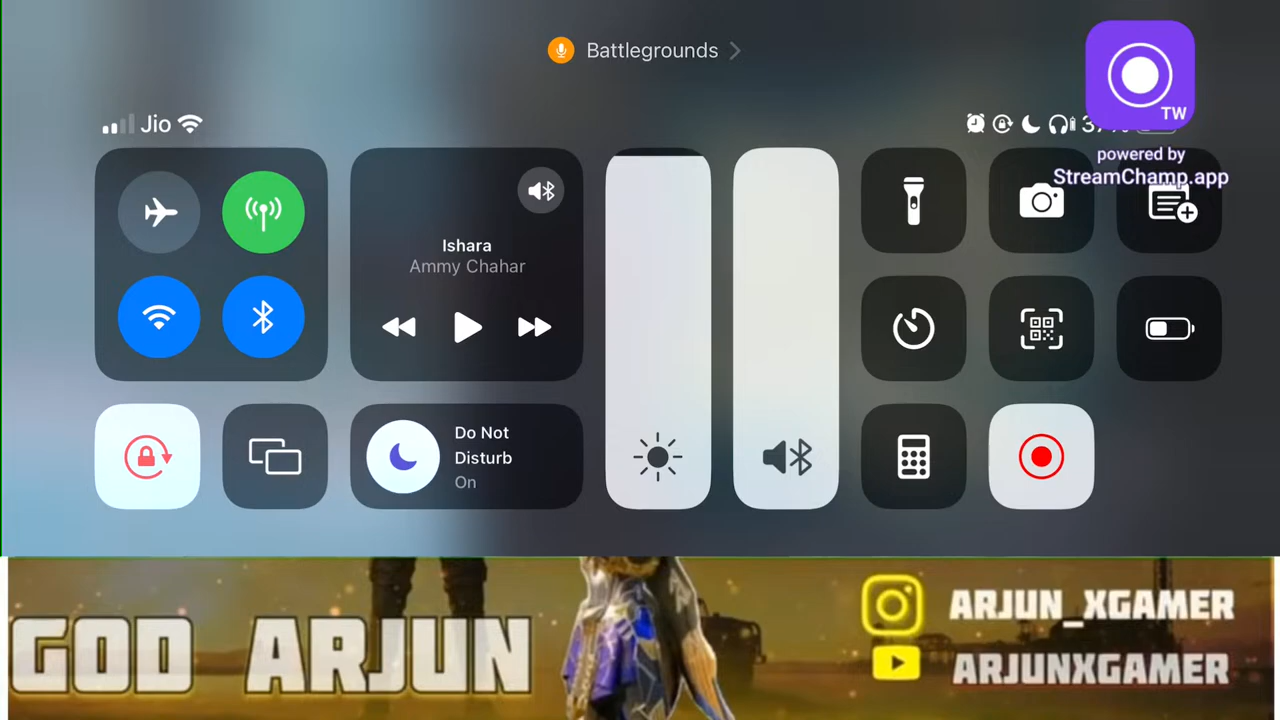 Battlegrounds
TW
Jio
powered by
StreamChamp.app
Ishara
Ammy Chahar
Do Not
Disturb
On
GOD ARJUN
ARJUN_XGAMER
ARJUNXGAMER